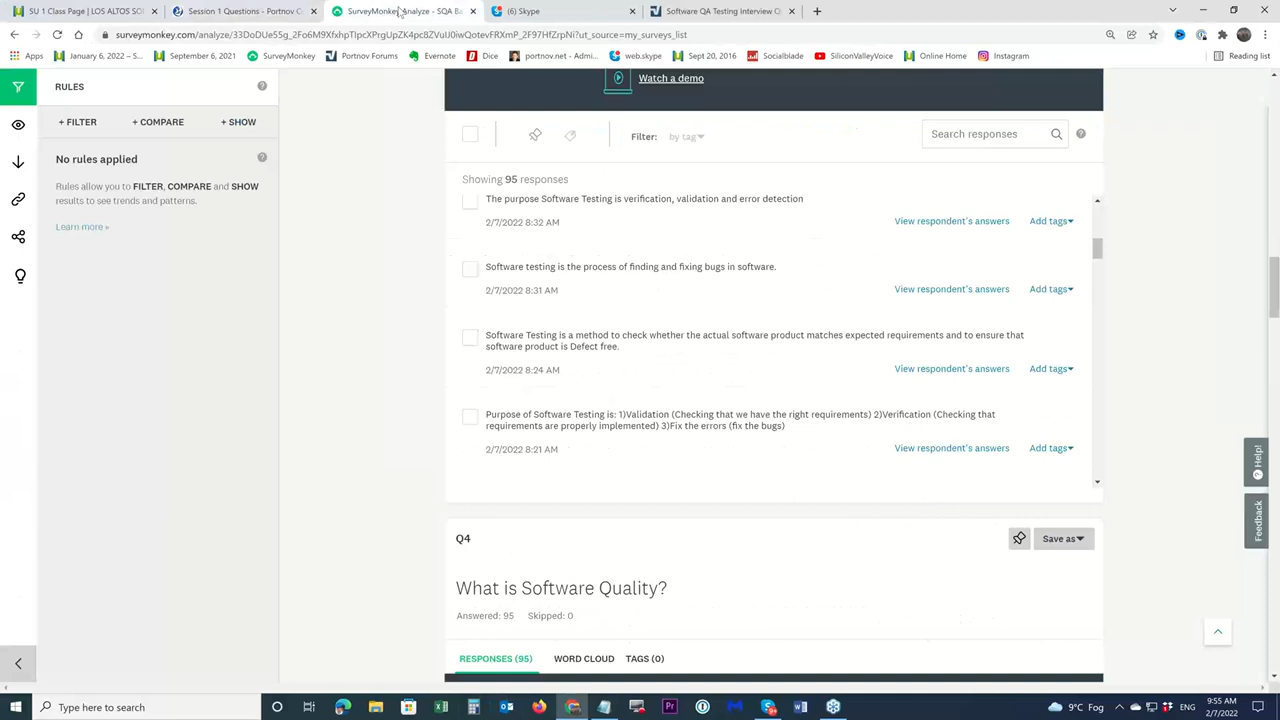 SU 1 Class Page | LOS ALTOS SCH
Session 1 Questions - Portnov C
SurveyMonkey Analyze - SQA Ba
(6) Skype
Software QA Testing Interview Q
surveymonkey.com/analyze/
Apps
January 6, 2022 – S...
September 6, 2021
SurveyMonkey
Portnov Forums
Evernote
Dice
portnov.net - Admi...
web.skype
Sept 20, 2016
Socialblade
SiliconValleyVoice
Online Home
Instagram
Reading list
RULES
+ FILTER
+ COMPARE
+ SHOW
No rules applied
Rules allow you to FILTER, COMPARE and SHOW
results to see trends and patterns.
Learn more »
Watch a demo
Filter:
by tag
Search responses
Showing 95 responses
The purpose Software Testing is verification, validation and error detection
2/7/2022 8:32 AM
View respondent's answers
Add tags
Software testing is the process of finding and fixing bugs in software.
2/7/2022 8:31 AM
View respondent's answers
Add tags
Software Testing is a method to check whether the actual software product matches expected requirements and to ensure that
software product is Defect free.
2/7/2022 8:24 AM
View respondent's answers
Add tags
Purpose of Software Testing is: 1)Validation (Checking that we have the right requirements) 2)Verification (Checking that
requirements are properly implemented) 3)Fix the errors (fix the bugs)
2/7/2022 8:21 AM
View respondent's answers
Add tags
Help!
Feedback
Q4
Save as
What is Software Quality?
Answered: 95
Skipped: 0
RESPONSES (95)
WORD CLOUD
TAGS (0)
Type here to search
9°C Fog
9:55 AM
2/7/2022